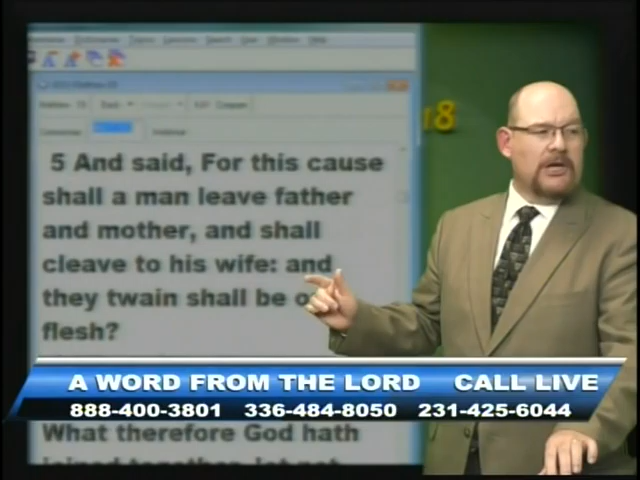 18
5 And said, For this cause
shall a man leave father
and mother, and shall
cleave to his wife: and
they twain shall be
flesh?
A WORD FROM THE LORD CALL LIVE
888-400-3801 336-484-8050 231-425-6044
What therefore God hath